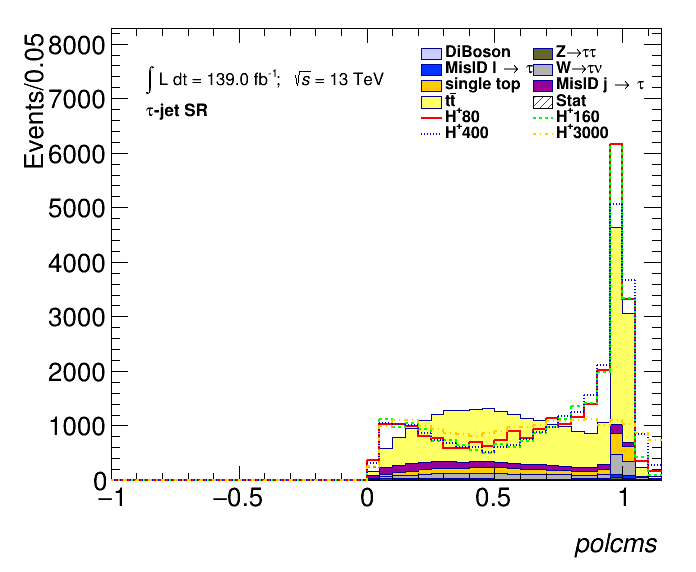 Events/0.05
8000
7000
6000
5000
4000
3000
2000
1000
0
−1
−0.5
0
0.5
1
polcms
∫ L dt = 139.0 fb⁻¹; √s = 13 TeV
τ-jet SR
DiBoson
Z→ττ
MisID l → τ
W→τν
single top
MisID j → τ
tt̄
Stat
H⁺80
H⁺160
H⁺400
H⁺3000